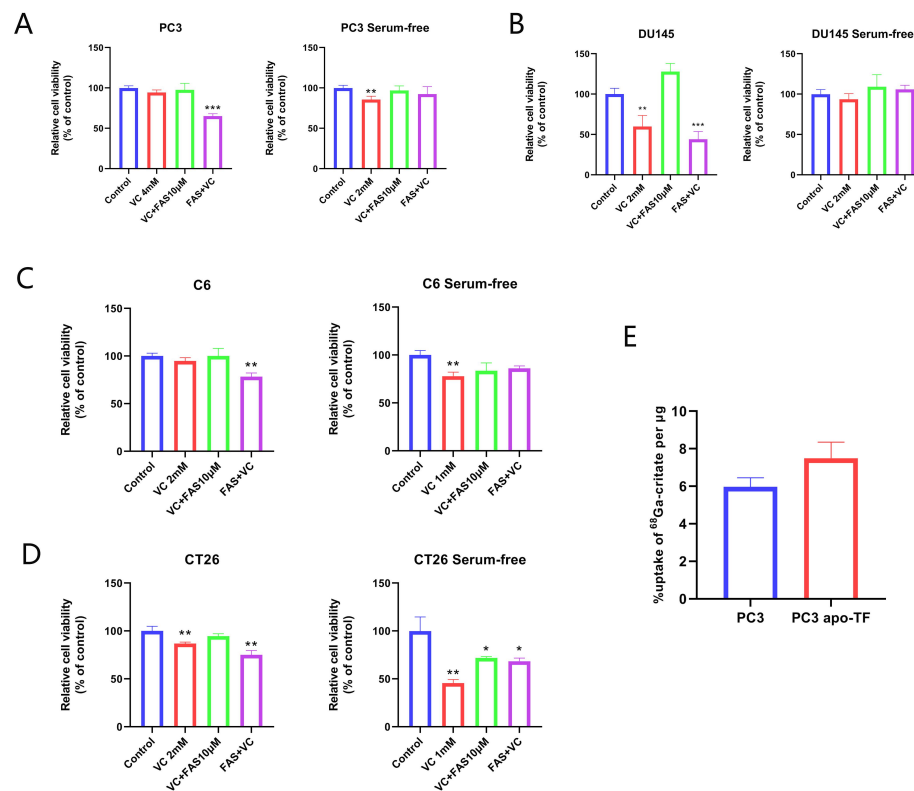 A
PC3
Relative cell viability
(% of control)
150
100
50
0
***
Control
VC 4mM
VC+FAS10μM
FAS+VC
PC3 Serum-free
Relative cell viability
(% of control)
150
100
50
0
**
Control
VC 2mM
VC+FAS10μM
FAS+VC
B
DU145
Relative cell viability
(% of control)
150
100
50
0
**
***
Control
VC 2mM
VC+FAS10μM
FAS+VC
DU145 Serum-free
Relative cell viability
(% of control)
150
100
50
0
Control
VC 2mM
VC+FAS10μM
FAS+VC
C
C6
Relative cell viability
(% of control)
150
100
50
0
**
Control
VC 2mM
VC+FAS10μM
FAS+VC
C6 Serum-free
Relative cell viability
(% of control)
150
100
50
0
**
Control
VC 1mM
VC+FAS10μM
FAS+VC
D
CT26
Relative cell viability
(% of control)
150
100
50
0
**
**
Control
VC 2mM
VC+FAS10μM
FAS+VC
CT26 Serum-free
Relative cell viability
(% of control)
150
100
50
0
**
*
*
Control
VC 1mM
VC+FAS10μM
FAS+VC
E
%uptake of ⁶⁸Ga-critate per μg
10
8
6
4
2
0
PC3
PC3 apo-TF